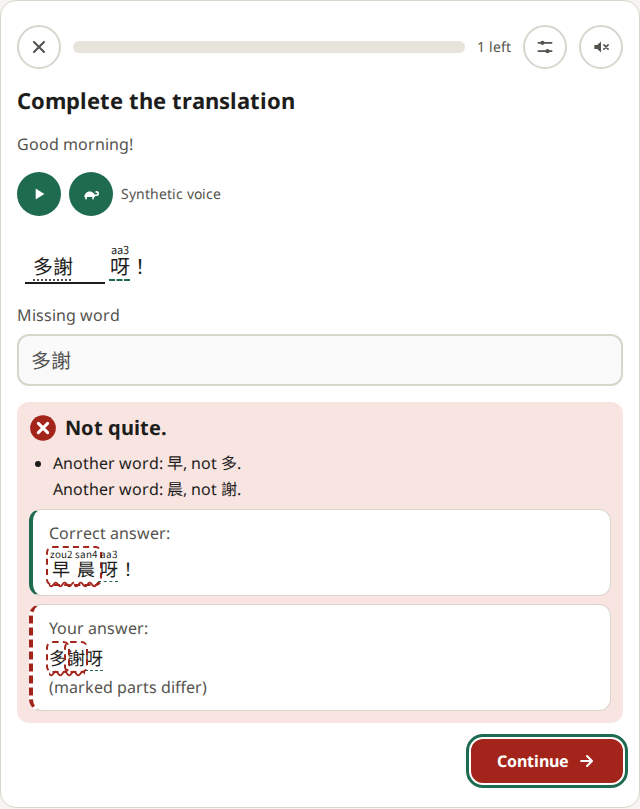 1 left
Complete the translation
Good morning!
Synthetic voice
aa3
多謝 呀！
Missing word
多謝
Not quite.
Another word: 早, not 多.
Another word: 晨, not 謝.
Correct answer:
zou2 san4 aa3
早晨呀！
Your answer:
多謝呀
(marked parts differ)
Continue